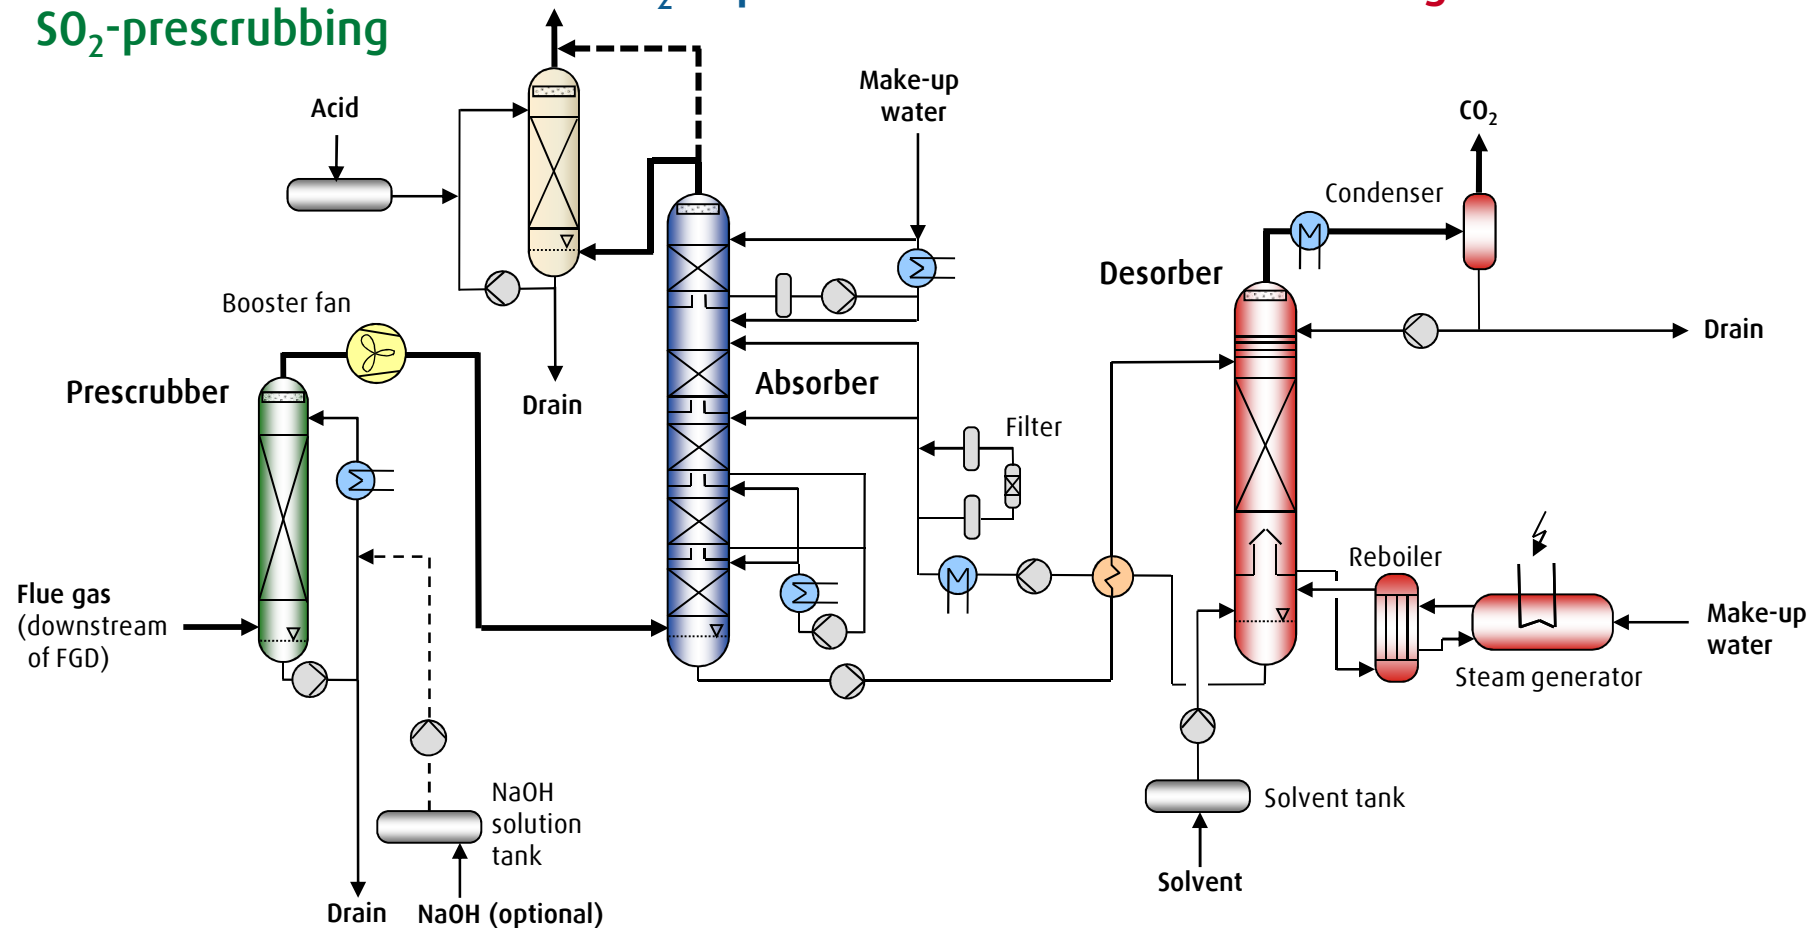 SO₂-prescrubbing
Acid
Make-up
water
CO₂
Condenser
Desorber
Booster fan
Drain
Prescrubber
Absorber
Drain
Filter
Reboiler
Flue gas
(downstream
of FGD)
Make-up
water
Steam generator
NaOH
solution
tank
Solvent tank
Solvent
Drain
NaOH (optional)